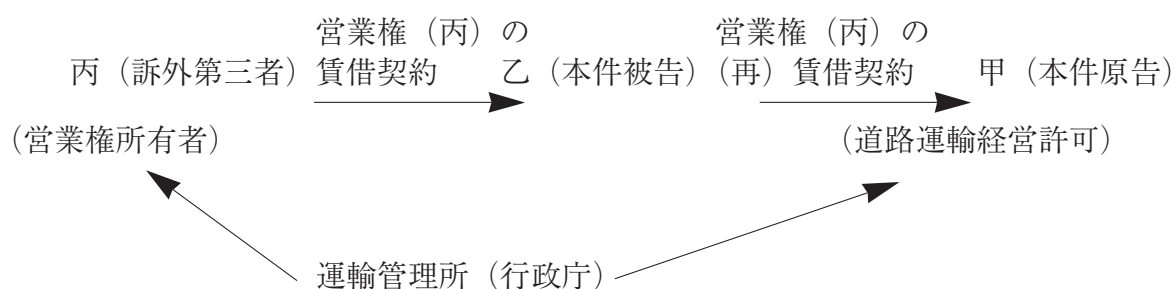 営業権（丙）の 営業権（丙）の
丙（訴外第三者）賃借契約 乙（本件被告）（再）賃借契約 甲（本件原告）
（営業権所有者） （道路運輸経営許可）
運輸管理所（行政庁）